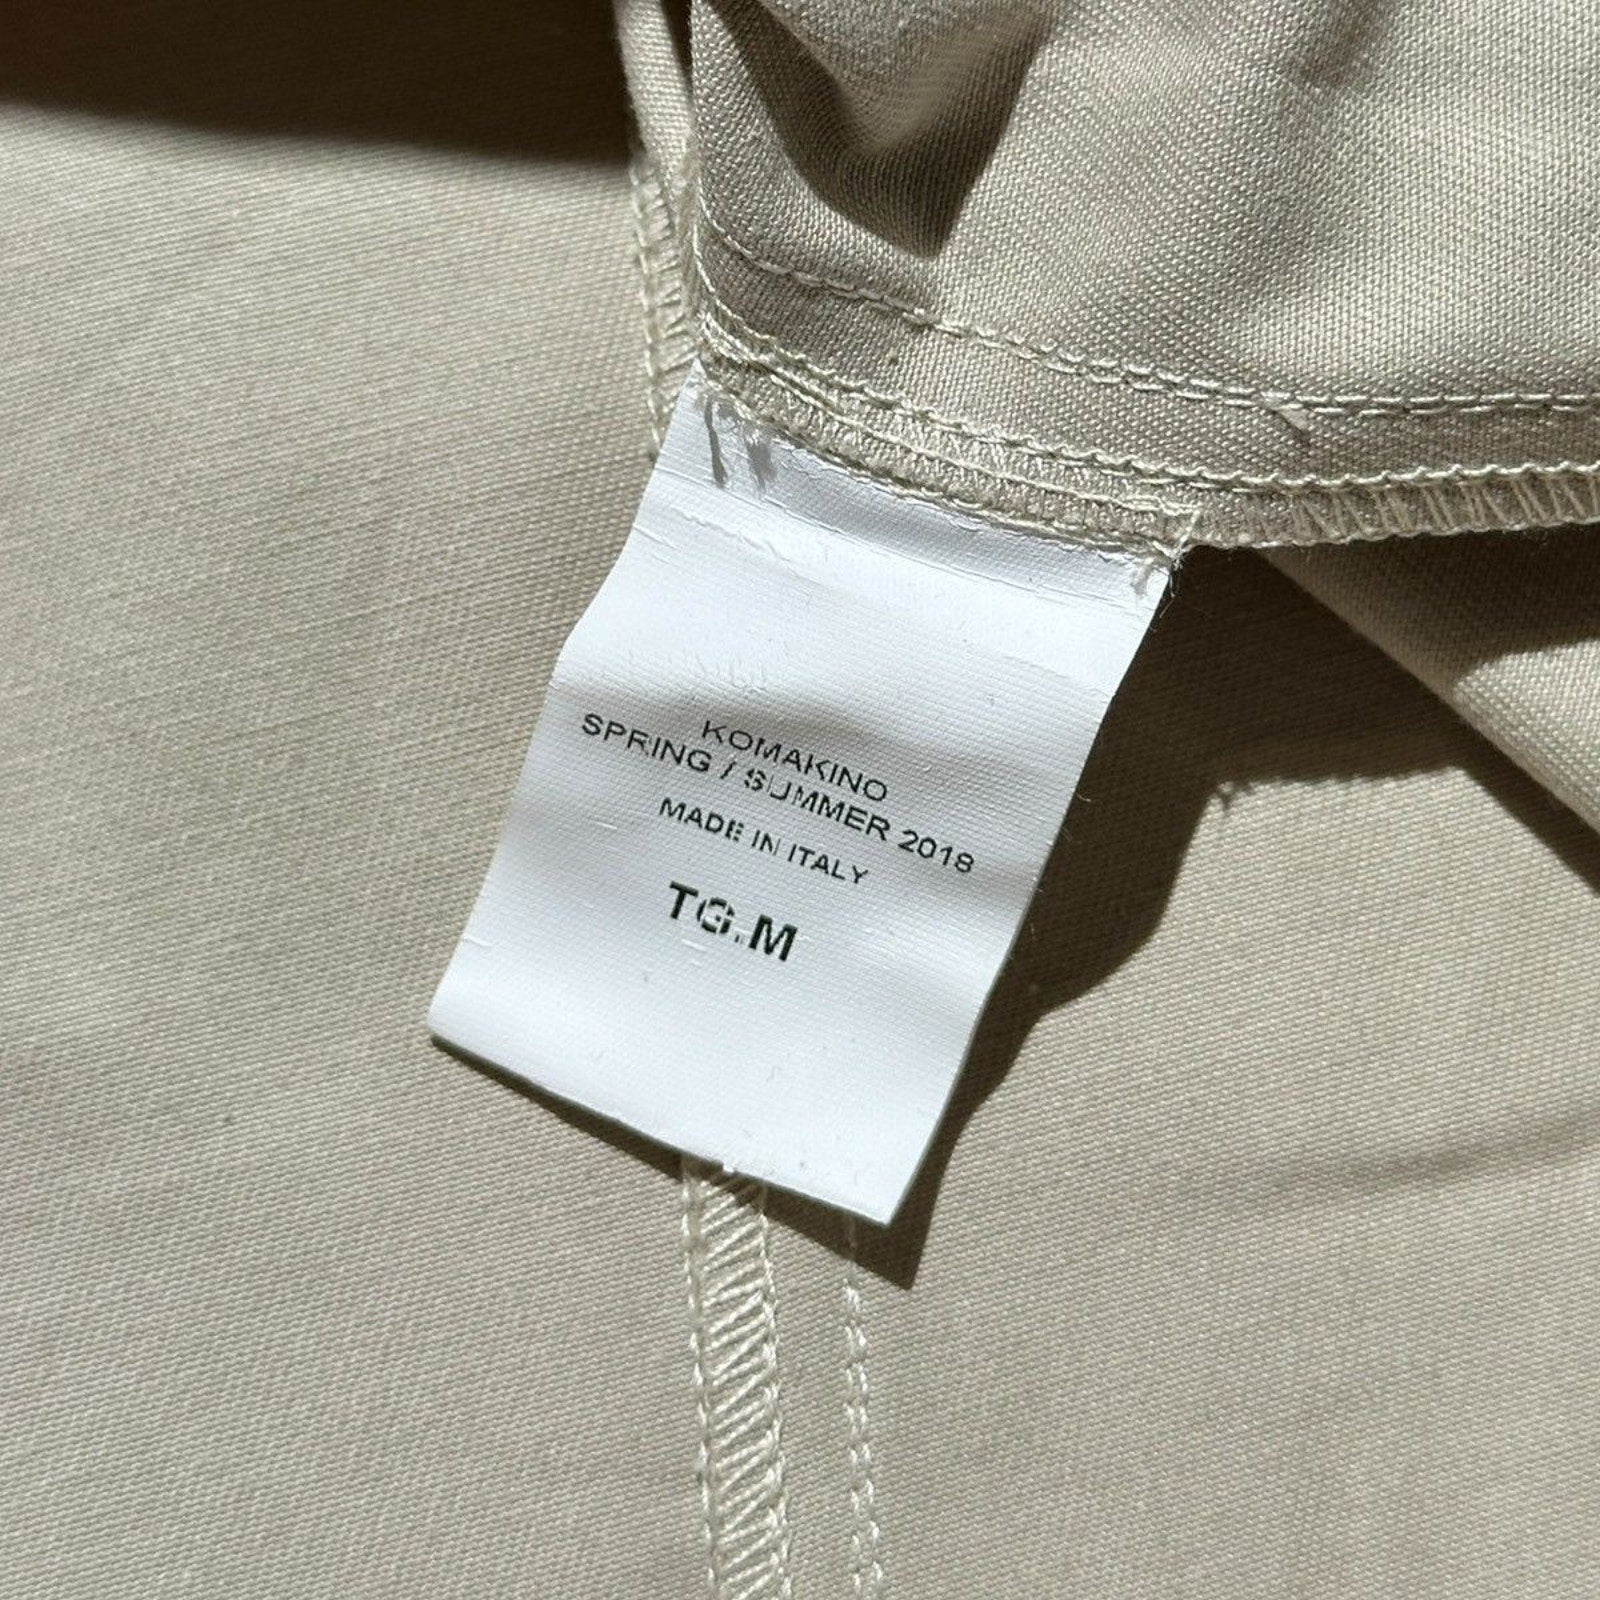 KOMAKINO
SPRING / SUMMER 2018
MADE IN ITALY
TG.M